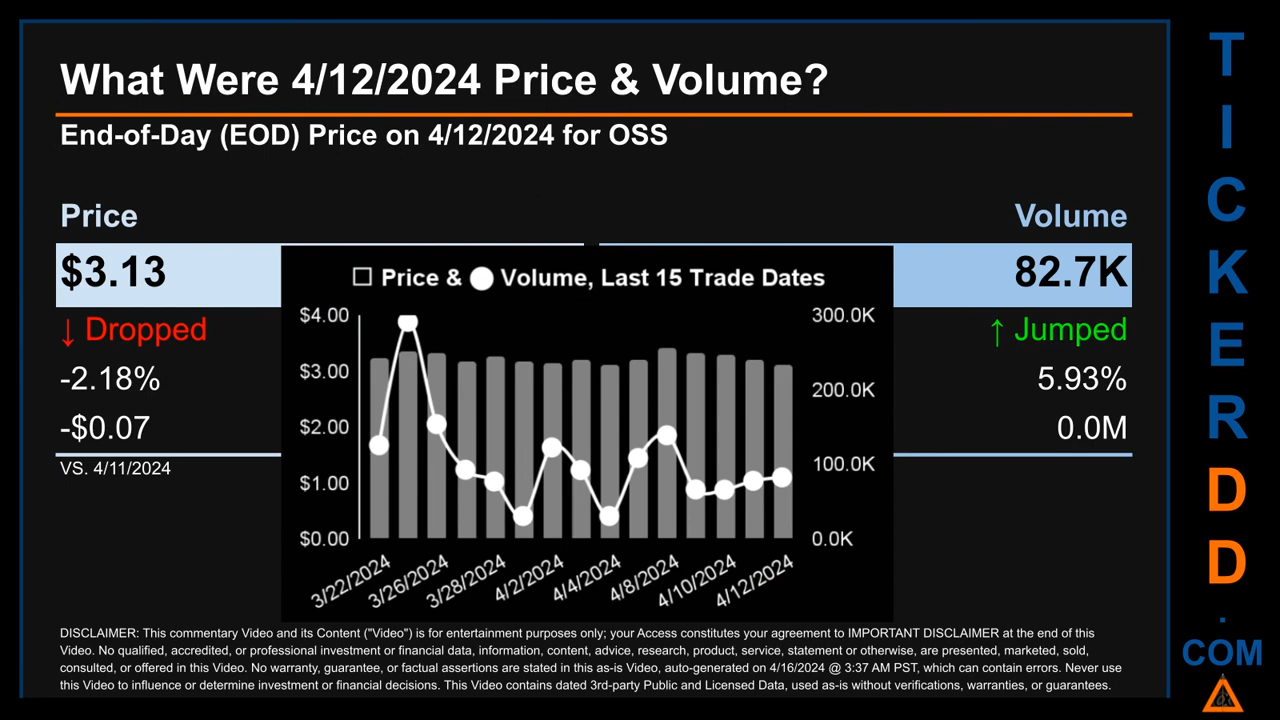 What Were 4/12/2024 Price & Volume?
End-of-Day (EOD) Price on 4/12/2024 for OSS
Price
Volume
$3.13
82.7K
↓ Dropped
↑ Jumped
-2.18%
5.93%
-$0.07
0.0M
VS. 4/11/2024
Price & Volume, Last 15 Trade Dates
$4.00
$3.00
$2.00
$1.00
$0.00
300.0K
200.0K
100.0K
0.0K
3/22/2024
3/26/2024
3/28/2024
4/2/2024
4/4/2024
4/8/2024
4/10/2024
4/12/2024
DISCLAIMER: This commentary Video and its Content ("Video") is for entertainment purposes only; your Access constitutes your agreement to IMPORTANT DISCLAIMER at the end of this
Video. No qualified, accredited, or professional investment or financial data, information, content, advice, research, product, service, statement or otherwise, are presented, marketed, sold,
consulted, or offered in this Video. No warranty, guarantee, or factual assertions are stated in this as-is Video, auto-generated on 4/16/2024 @ 3:37 AM PST, which can contain errors. Never use
this Video to influence or determine investment or financial decisions. This Video contains dated 3rd-party Public and Licensed Data, used as-is without verifications, warranties, or guarantees.
T
I
C
K
E
R
D
D
.
COM